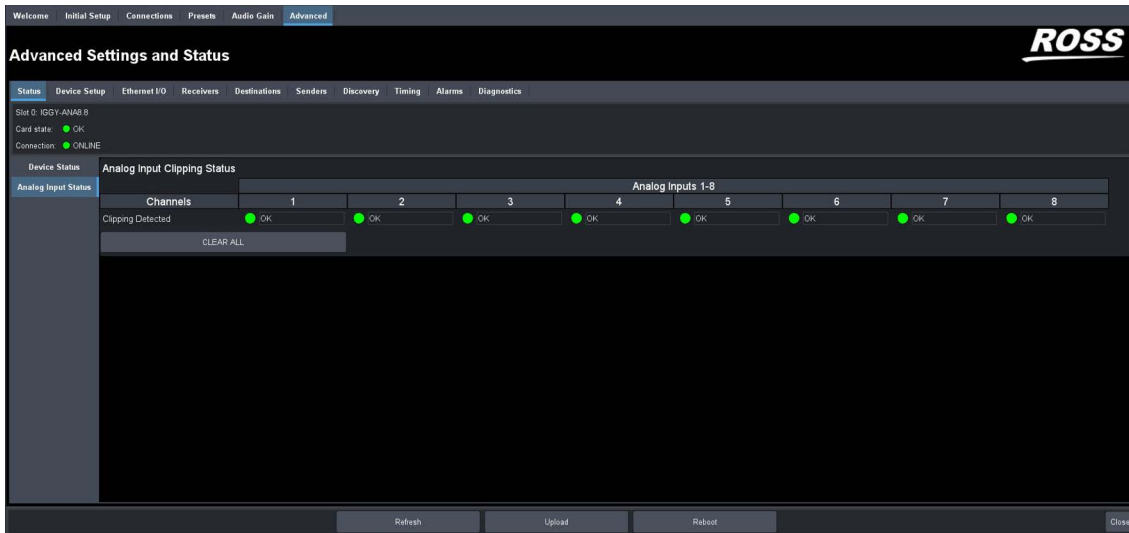 Welcome Initial Setup Connections Presets Audio Gain Advanced
ROSS
Advanced Settings and Status
Status Device Setup Ethernet I/O Receivers Destinations Senders Discovery Timing Alarms Diagnostics
Slot 0: IGGY-ANA8.8
Card state: OK
Connection: ONLINE
Device Status
Analog Input Status
Analog Input Clipping Status
Analog Inputs 1-8
Channels 1 2 3 4 5 6 7 8
Clipping Detected OK OK OK OK OK OK OK OK
CLEAR ALL
Refresh Upload Reboot Close